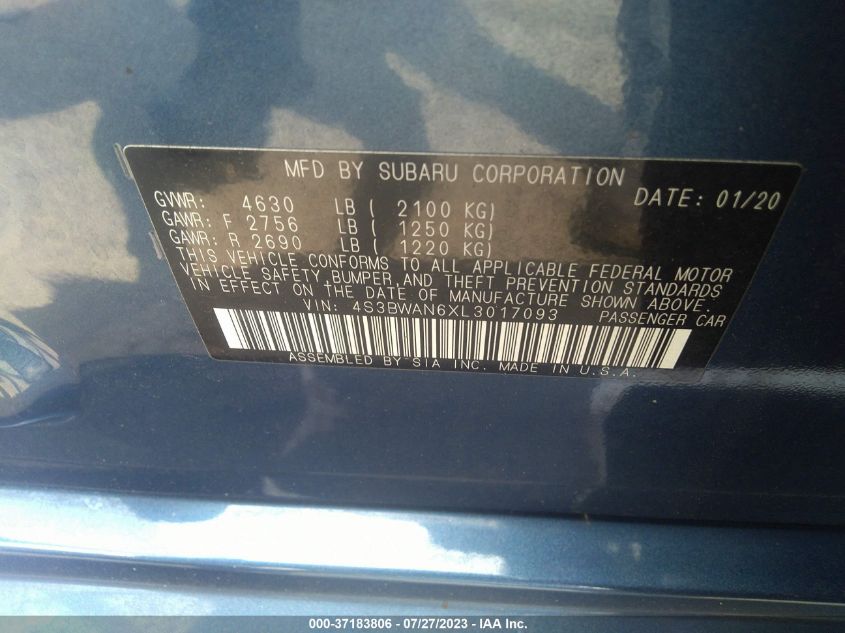 MFD BY SUBARU CORPORATION
GVWR: 4630 LB ( 2100 KG) DATE: 01/20
GAWR: F 2756 LB ( 1250 KG)
GAWR: R 2690 LB ( 1220 KG)
THIS VEHICLE CONFORMS TO ALL APPLICABLE FEDERAL MOTOR
VEHICLE SAFETY BUMPER AND THEFT PREVENTION STANDARDS
IN EFFECT ON THE DATE OF MANUFACTURE SHOWN ABOVE.
VIN: 4S3BWAN6XL3017093 PASSENGER CAR
ASSEMBLED BY SIA INC. MADE IN U.S.A.
000-37183806 - 07/27/2023 - IAA Inc.